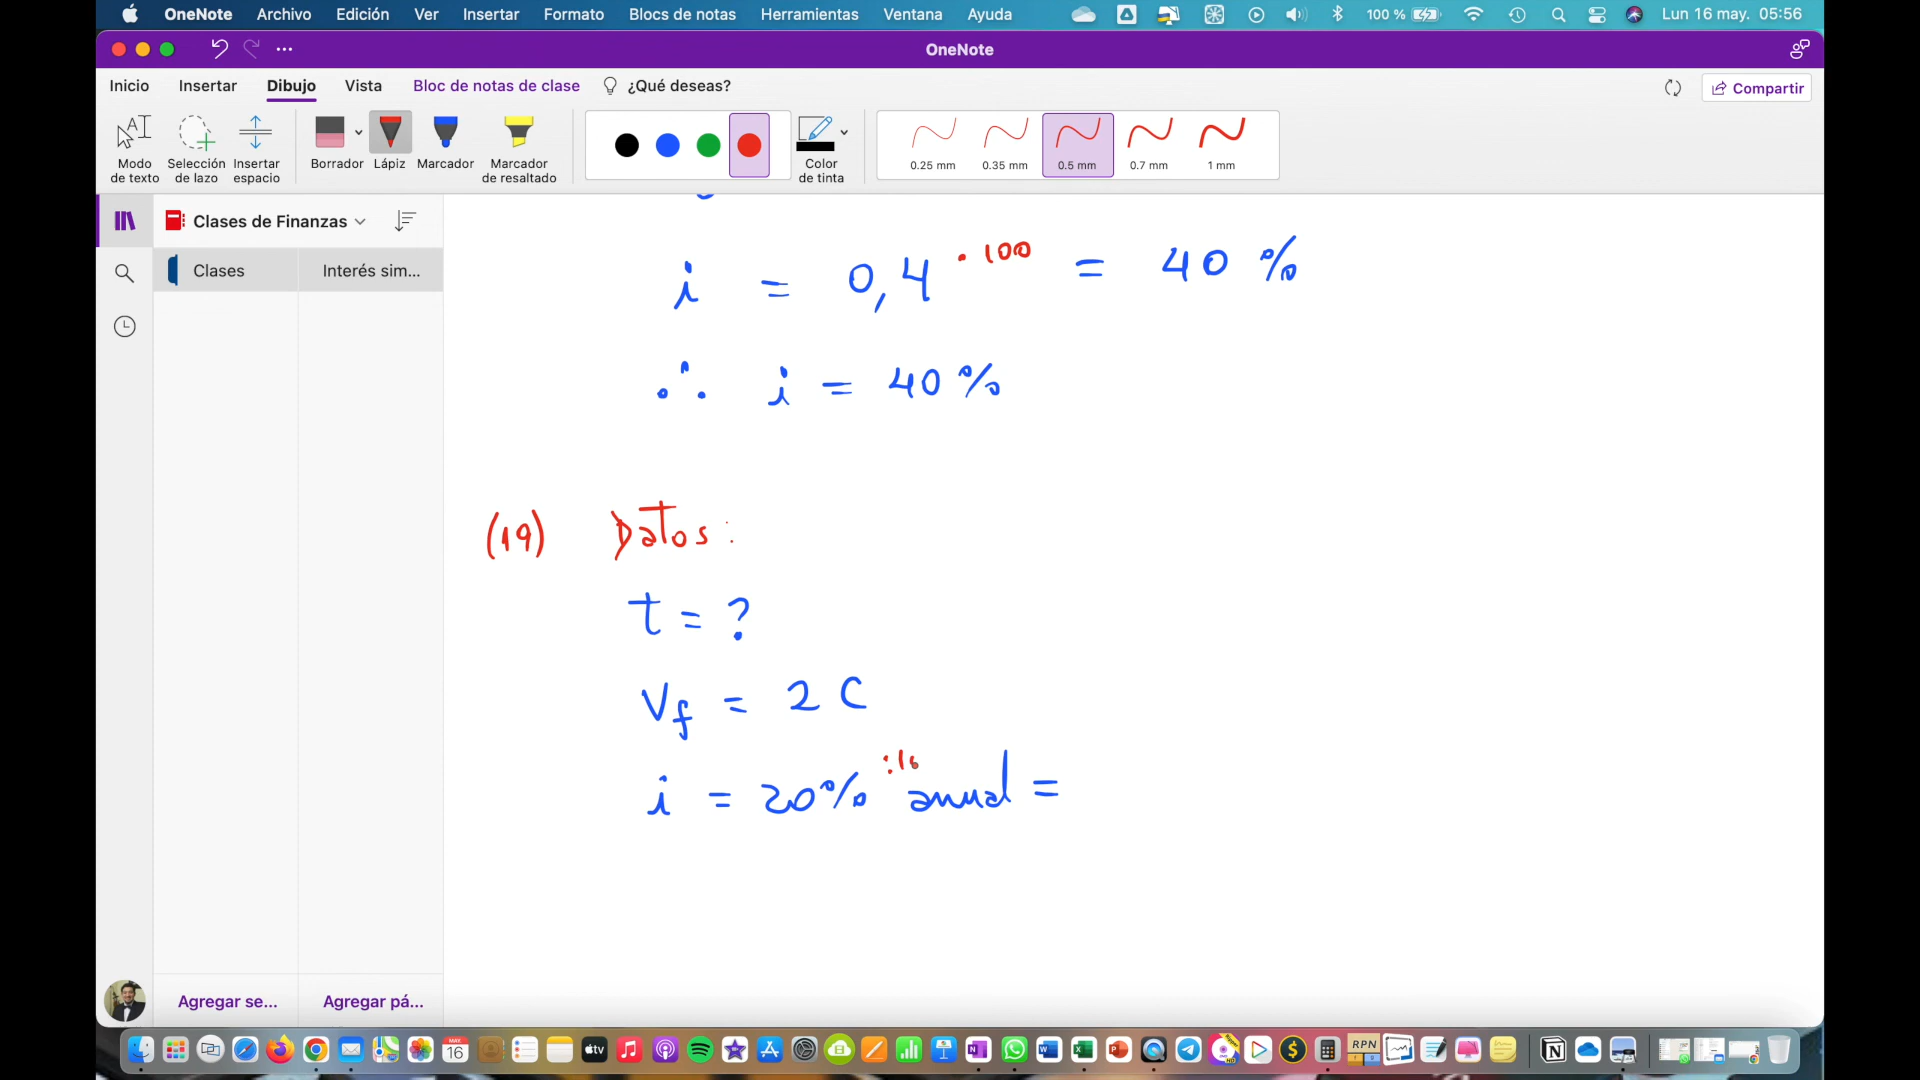 OneNote Archivo Edición Ver Insertar Formato Blocs de notas Herramientas Ventana Ayuda 100 % Lun 16 may. 05:56
OneNote
Inicio Insertar Dibujo Vista Bloc de notas de clase ¿Qué deseas? Compartir
Modo de texto
Selección de lazo
Insertar espacio
Borrador
Lápiz
Marcador
Marcador de resaltado
Color de tinta
0.25 mm 0.35 mm 0.5 mm 0.7 mm 1 mm
Clases de Finanzas
Clases Interés sim...
i = 0,4 · 100 = 40 %
∴ i = 40 %
(19) Datos:
t = ?
Vf = 2 C
i = 20% anual =
Agregar se... Agregar pá...
MAY
16
tv
RPN